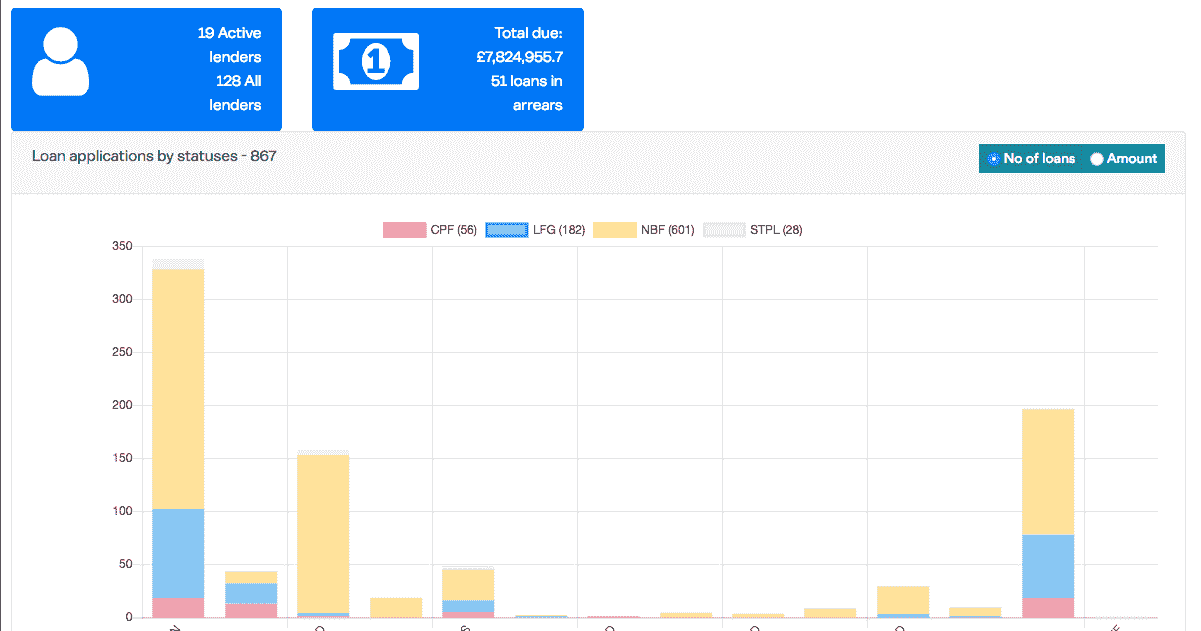 19 Active
lenders
128 All
lenders
Total due:
£7,824,955.7
51 loans in
arrears
1
Loan applications by statuses - 867
No of loans Amount
CPF (56) LFG (182) NBF (601) STPL (28)
350
300
250
200
150
100
50
0